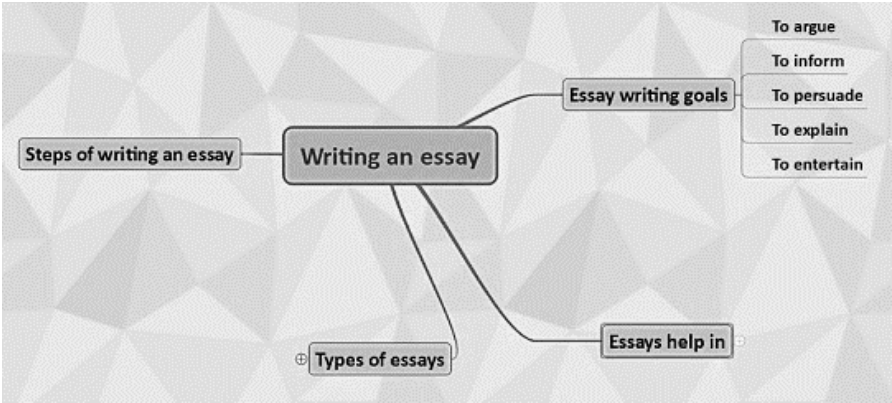 To argue
To inform
Essay writing goals
To persuade
To explain
To entertain
Steps of writing an essay
Writing an essay
Essays help in
Types of essays